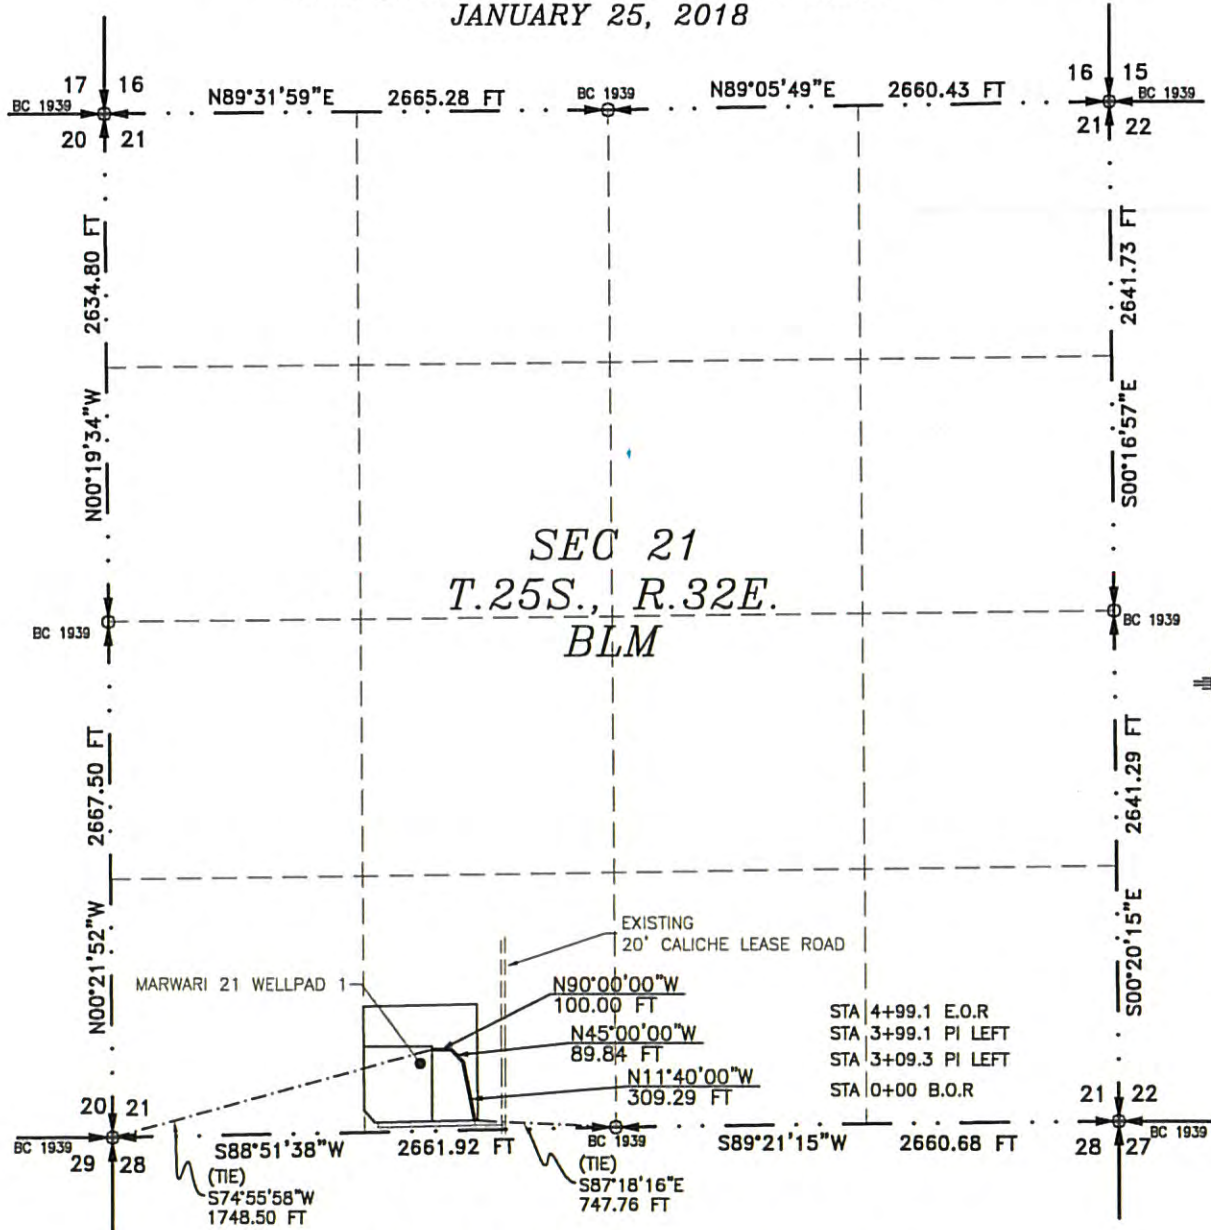 JANUARY 25, 2018
17 16
BC 1939
20 21
N89°31'59"E 2665.28 FT
BC 1939
N89°05'49"E 2660.43 FT
16 15
BC 1939
21 22
2634.80 FT
N00°19'34"W
2641.73 FT
S00°16'57"E
SEC 21
T.25S., R.32E.
BLM
BC 1939
BC 1939
2667.50 FT
N00°21'52"W
2641.29 FT
S00°20'15"E
EXISTING
20' CALICHE LEASE ROAD
MARWARI 21 WELLPAD 1
N90°00'00"W
100.00 FT
N45°00'00"W
89.84 FT
N11°40'00"W
309.29 FT
STA 4+99.1 E.O.R
STA 3+99.1 PI LEFT
STA 3+09.3 PI LEFT
STA 0+00 B.O.R
20 21
BC 1939
29 28
S88°51'38"W 2661.92 FT
BC 1939
S89°21'15"W 2660.68 FT
21 22
BC 1939
28 27
(TIE)
S74°55'58"W
1748.50 FT
(TIE)
S87°18'16"E
747.76 FT